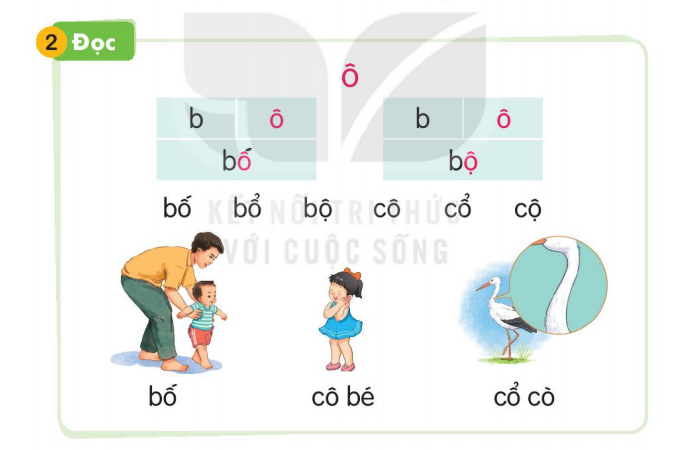 2 Đọc
ô
b ô b ô
bố bộ
bố bổ bộ cô cổ cộ
KẾT NỐI TRI THỨC
VỚI CUỘC SỐNG
bố cô bé cổ cò